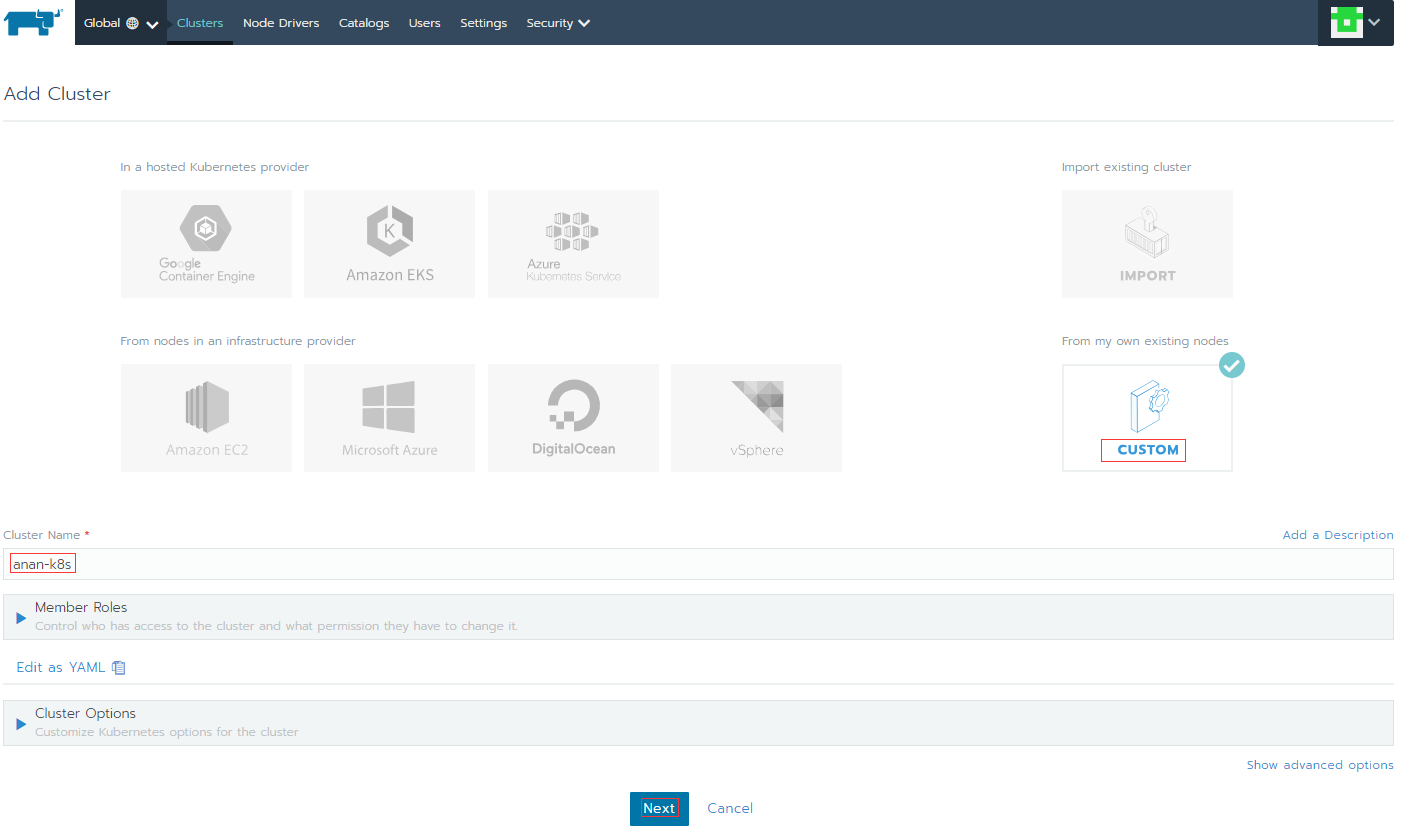 Global Clusters Node Drivers Catalogs Users Settings Security
Add Cluster
In a hosted Kubernetes provider
Import existing cluster
Google
Container Engine
K
Amazon EKS
Azure
Kubernetes Service
IMPORT
From nodes in an infrastructure provider
From my own existing nodes
Amazon EC2
Microsoft Azure
DigitalOcean
vSphere
CUSTOM
Cluster Name *
Add a Description
anan-k8s
Member Roles
Control who has access to the cluster and what permission they have to change it.
Edit as YAML
Cluster Options
Customize Kubernetes options for the cluster
Show advanced options
Next
Cancel